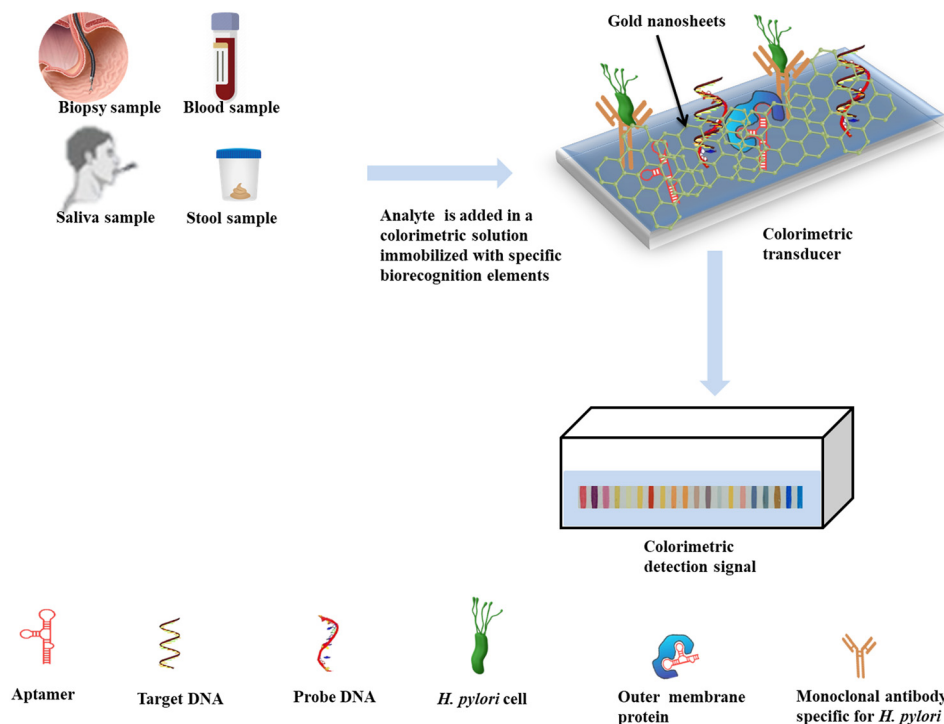 Gold nanosheets
Biopsy sample
Blood sample
Saliva sample
Stool sample
Analyte is added in a
colorimetric solution
immobilized with specific
biorecognition elements
Colorimetric
transducer
Colorimetric
detection signal
Aptamer
Target DNA
Probe DNA
H. pylori cell
Outer membrane
protein
Monoclonal antibody
specific for H. pylori